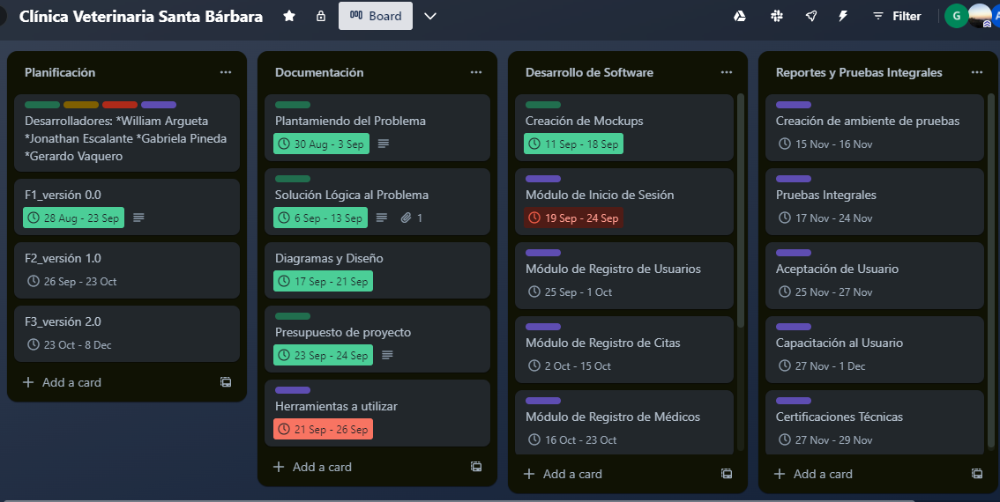 Clínica Veterinaria Santa Bárbara
Board
Filter
G
Planificación
Desarrolladores: *William Argueta
*Jonathan Escalante *Gabriela Pineda
*Gerardo Vaquero
F1_versión 0.0
28 Aug - 23 Sep
F2_versión 1.0
26 Sep - 23 Oct
F3_versión 2.0
23 Oct - 8 Dec
Add a card
Documentación
Plantamiendo del Problema
30 Aug - 3 Sep
Solución Lógica al Problema
6 Sep - 13 Sep 1
Diagramas y Diseño
17 Sep - 21 Sep
Presupuesto de proyecto
23 Sep - 24 Sep
Herramientas a utilizar
21 Sep - 26 Sep
Add a card
Desarrollo de Software
Creación de Mockups
11 Sep - 18 Sep
Módulo de Inicio de Sesión
19 Sep - 24 Sep
Módulo de Registro de Usuarios
25 Sep - 1 Oct
Módulo de Registro de Citas
2 Oct - 15 Oct
Módulo de Registro de Médicos
16 Oct - 23 Oct
Add a card
Reportes y Pruebas Integrales
Creación de ambiente de pruebas
15 Nov - 16 Nov
Pruebas Integrales
17 Nov - 24 Nov
Aceptación de Usuario
25 Nov - 27 Nov
Capacitación al Usuario
27 Nov - 1 Dec
Certificaciones Técnicas
27 Nov - 29 Nov
Add a card